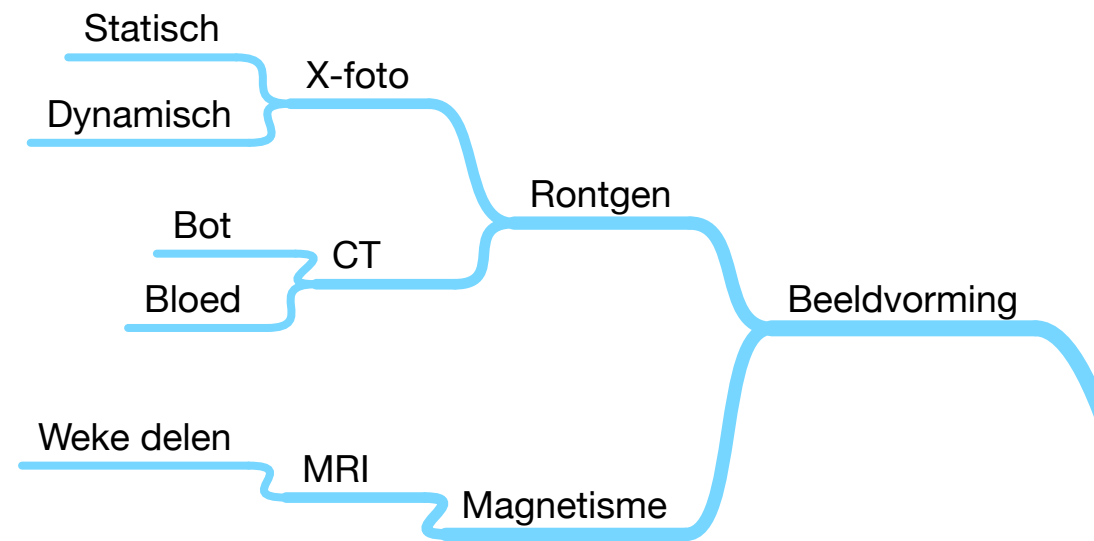 Statisch
X-foto
Dynamisch
Rontgen
Bot
CT
Bloed
Beeldvorming
Weke delen
MRI
Magnetisme